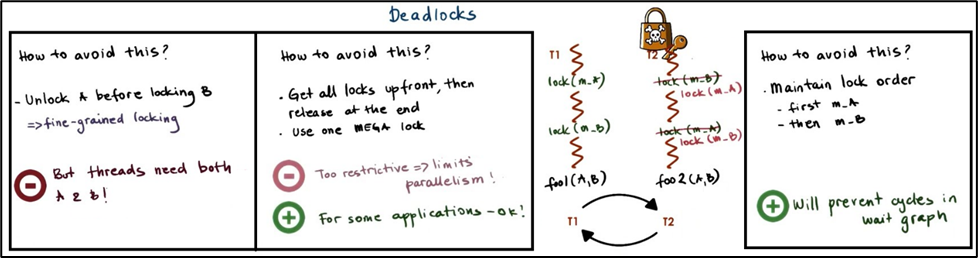 Deadlocks
How to avoid this?
- Unlock A before locking B
=> fine-grained locking
But threads need both
A & B!
How to avoid this?
• Get all locks upfront, then
release at the end
• Use one MEGA lock
Too restrictive => limits
parallelism!
For some applications - OK!
T1
lock (m_A)
lock (m_B)
foo1(A,B)
T2
lock (m_B)
lock (m_A)
lock (m_A)
lock (m_B)
foo2(A,B)
T1
T2
How to avoid this?
• Maintain lock order
- first m_A
- then m_B
Will prevent cycles in
wait graph